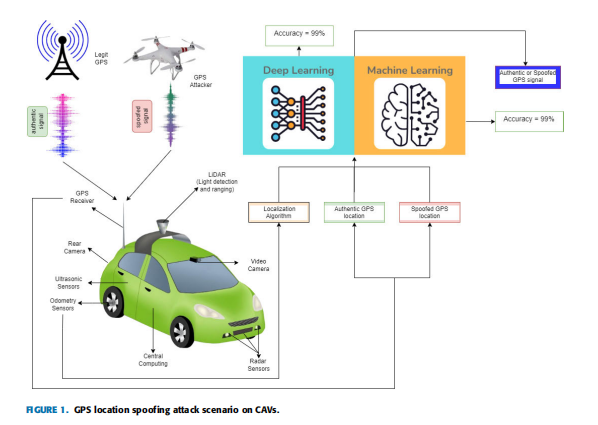 Accuracy = 99%
Legit
GPS
GPS
Attacker
authentic
signal
spoofed
signal
Deep Learning
Machine Learning
Authentic or Spoofed
GPS signal
Accuracy = 99%
LiDAR
(Light detection
and ranging)
GPS
Receiver
Localization
Algorithm
Authentic GPS
location
Spoofed GPS
location
Rear
Camera
Video
Camera
Ultrasonic
Sensors
Odometry
Sensors
Central
Computing
Radar
Sensors
FIGURE 1. GPS location spoofing attack scenario on CAVs.